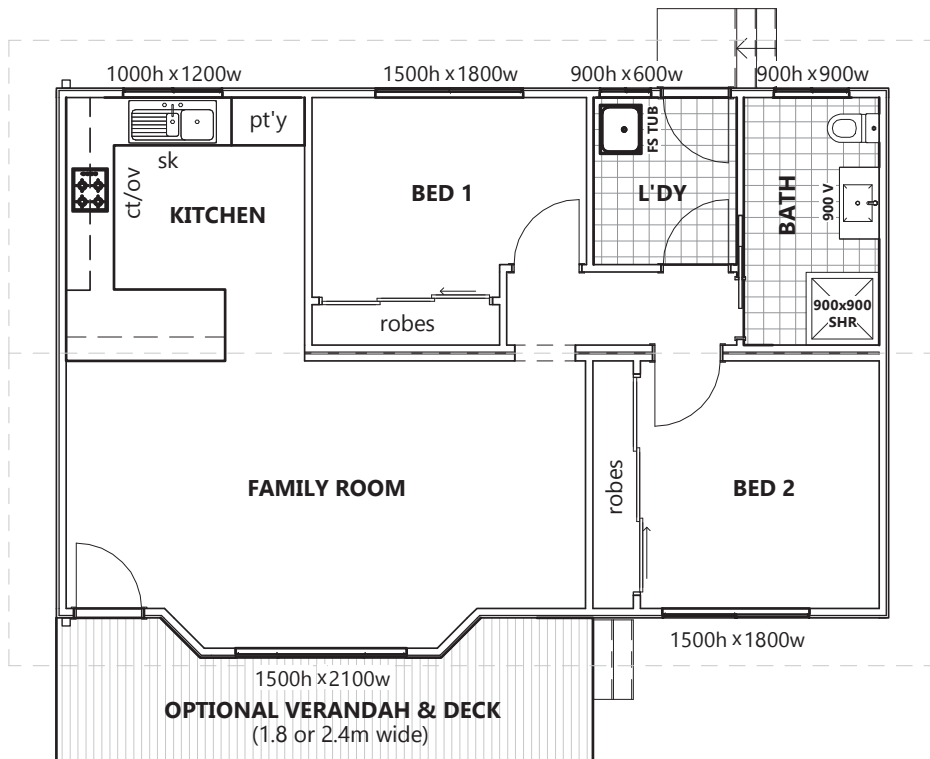 1000h x 1200w
1500h x 1800w
900h x 600w
900h x 900w
pt'y
sk
ct/ov
KITCHEN
BED 1
FS TUB
L'DY
BATH
900 V
900x900
SHR
robes
FAMILY ROOM
robes
BED 2
1500h x 1800w
1500h x 2100w
OPTIONAL VERANDAH & DECK
(1.8 or 2.4m wide)